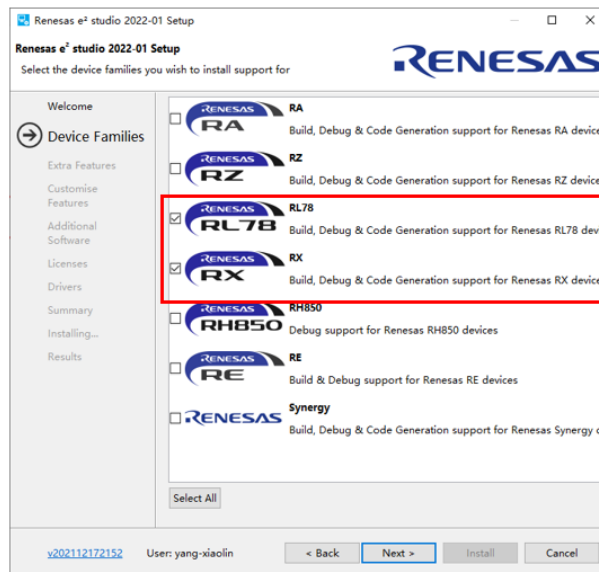 Renesas e² studio 2022-01 Setup
Renesas e² studio 2022-01 Setup
Select the device families you wish to install support for
RENESAS
Welcome
Device Families
Extra Features
Customise
Features
Additional
Software
Licenses
Drivers
Summary
Installing...
Results
RENESAS
RA
RA
Build, Debug & Code Generation support for Renesas RA device
RENESAS
RZ
RZ
Build, Debug & Code Generation support for Renesas RZ device
RENESAS
RL78
RL78
Build, Debug & Code Generation support for Renesas RL78 dev
RENESAS
RX
RX
Build, Debug & Code Generation support for Renesas RX device
RENESAS
RH850
RH850
Debug support for Renesas RH850 devices
RENESAS
RE
RE
Build & Debug support for Renesas RE devices
RENESAS
Synergy
Build, Debug & Code Generation support for Renesas Synergy
Select All
v202112172152
User: yang-xiaolin
< Back
Next >
Install
Cancel